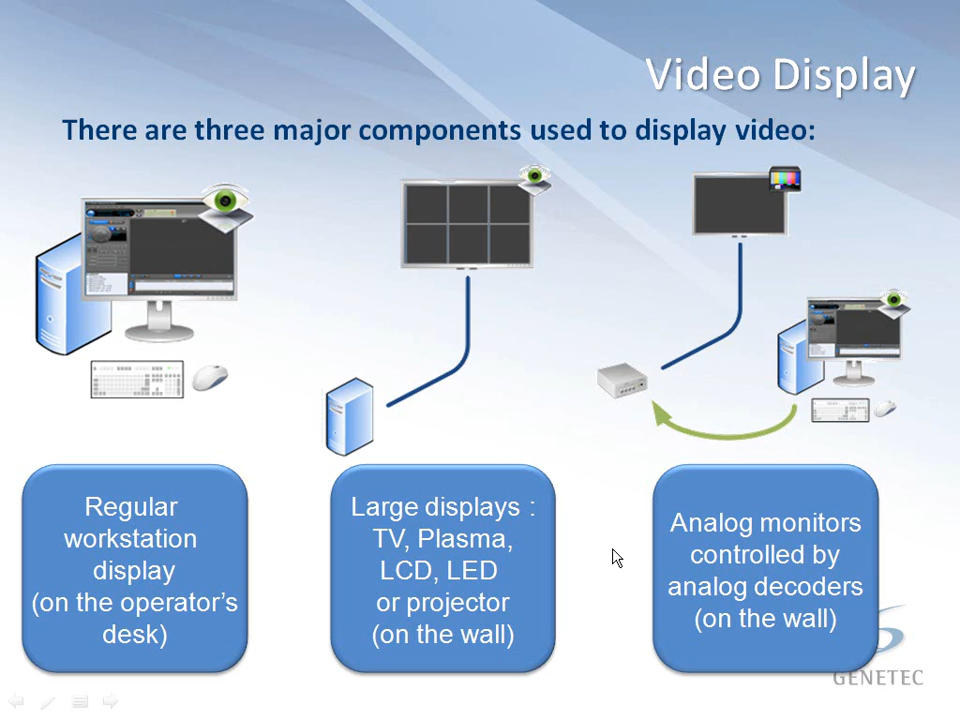 Video Display
There are three major components used to display video:
Regular
workstation
display
(on the operator's
desk)
Large displays :
TV, Plasma,
LCD, LED
or projector
(on the wall)
Analog monitors
controlled by
analog decoders
(on the wall)
GENETEC